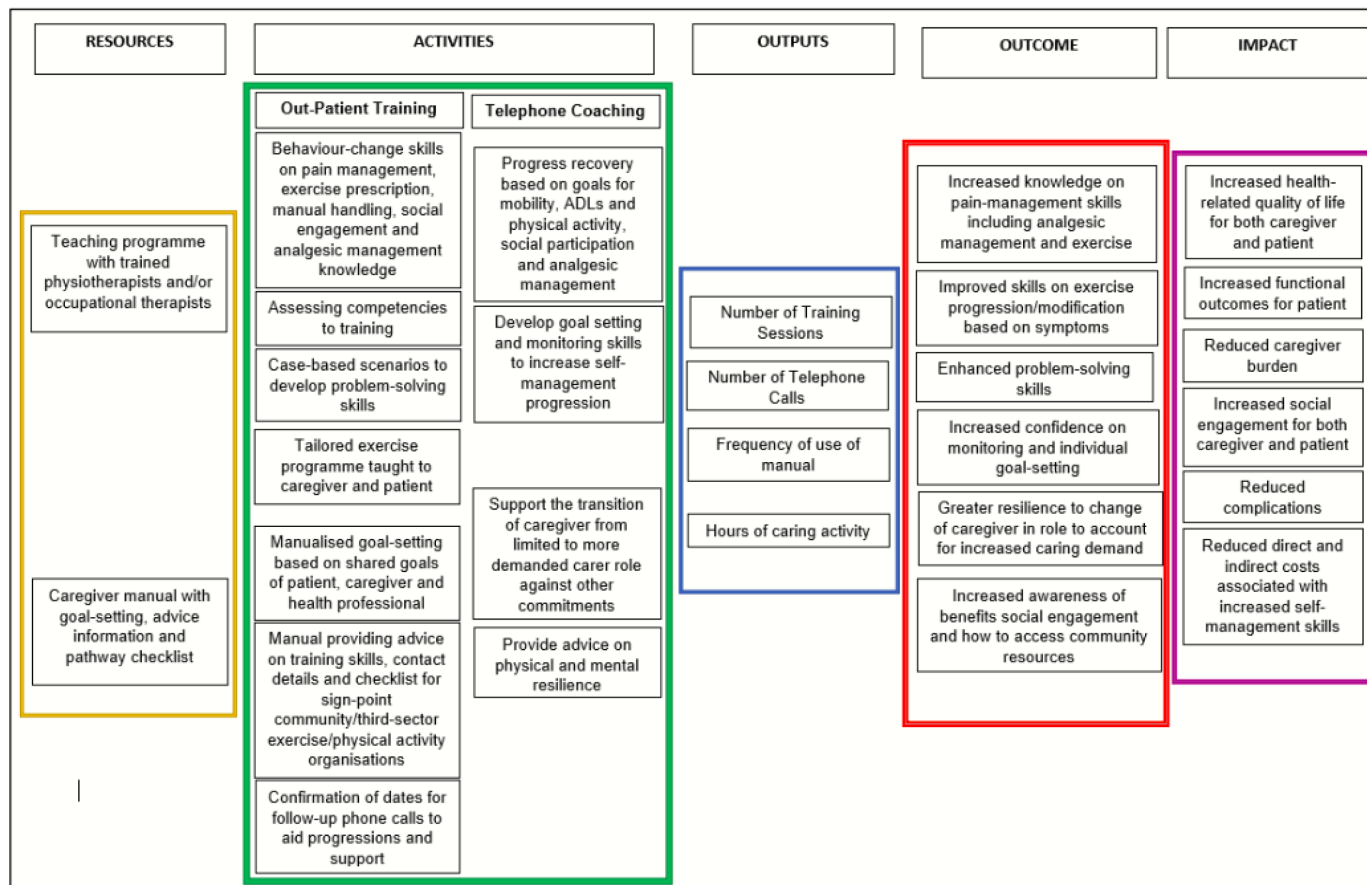 RESOURCES
ACTIVITIES
OUTPUTS
OUTCOME
IMPACT
Teaching programme
with trained
physiotherapists and/or
occupational therapists
Caregiver manual with
goal-setting, advice
information and
pathway checklist
Out-Patient Training
Behaviour-change skills
on pain management,
exercise prescription,
manual handling, social
engagement and
analgesic management
knowledge
Assessing competencies
to training
Case-based scenarios to
develop problem-solving
skills
Tailored exercise
programme taught to
caregiver and patient
Manualised goal-setting
based on shared goals
of patient, caregiver and
health professional
Manual providing advice
on training skills, contact
details and checklist for
sign-point
community/third-sector
exercise/physical activity
organisations
Confirmation of dates for
follow-up phone calls to
aid progressions and
support
Telephone Coaching
Progress recovery
based on goals for
mobility, ADLs and
physical activity,
social participation
and analgesic
management
Develop goal setting
and monitoring skills
to increase self-
management
progression
Support the transition
of caregiver from
limited to more
demanded carer role
against other
commitments
Provide advice on
physical and mental
resilience
Number of Training
Sessions
Number of Telephone
Calls
Frequency of use of
manual
Hours of caring activity
Increased knowledge on
pain-management skills
including analgesic
management and exercise
Improved skills on exercise
progression/modification
based on symptoms
Enhanced problem-solving
skills
Increased confidence on
monitoring and individual
goal-setting
Greater resilience to change
of caregiver in role to account
for increased caring demand
Increased awareness of
benefits social engagement
and how to access community
resources
Increased health-
related quality of life
for both caregiver
and patient
Increased functional
outcomes for patient
Reduced caregiver
burden
Increased social
engagement for both
caregiver and patient
Reduced
complications
Reduced direct and
indirect costs
associated with
increased self-
management skills